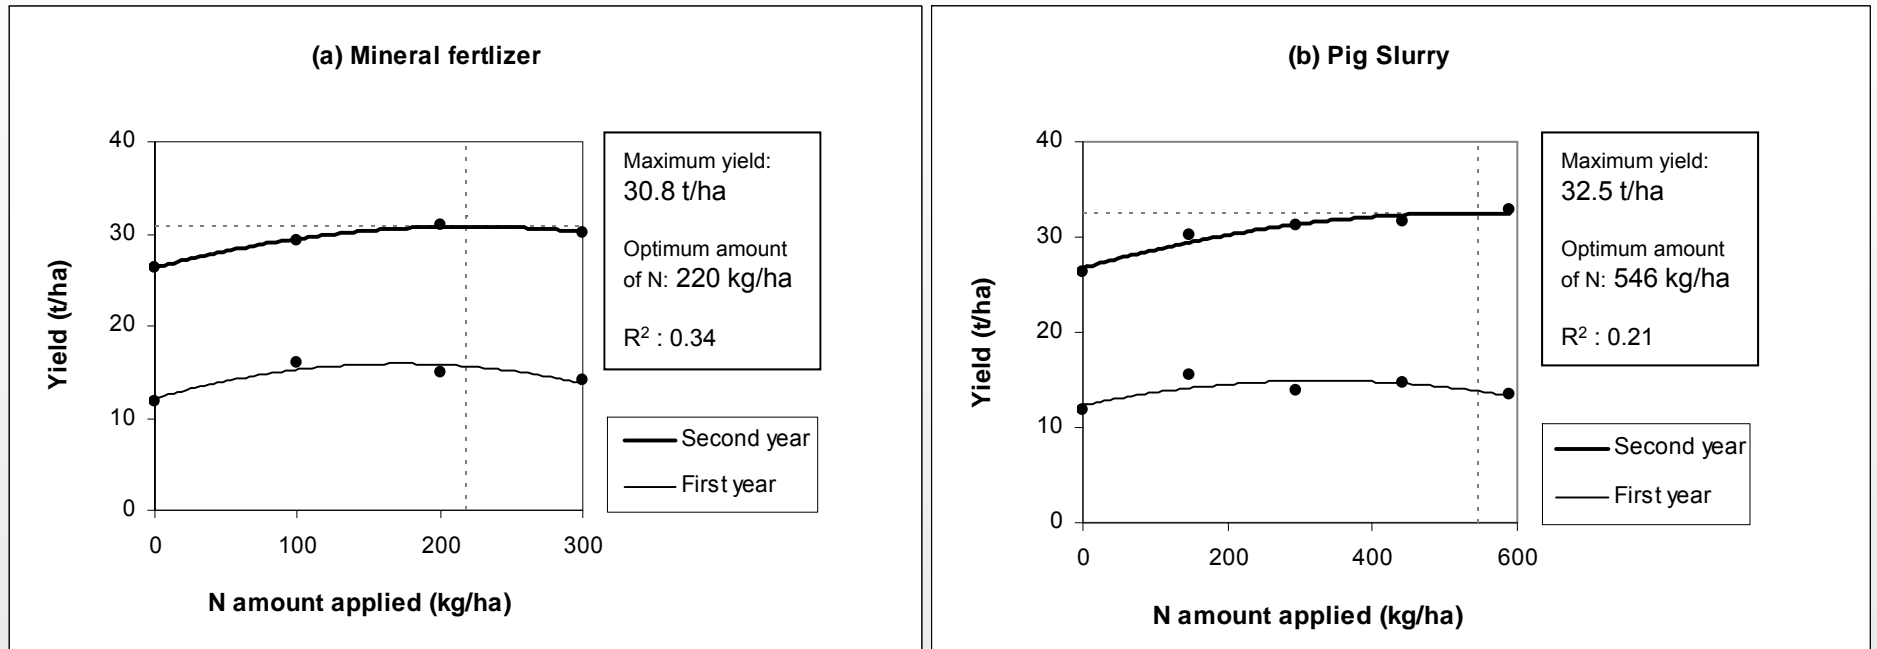 (a) Mineral fertlizer
40
30
20
10
0
0 100 200 300
Yield (t/ha)
N amount applied (kg/ha)
Maximum yield:
30.8 t/ha
Optimum amount
of N: 220 kg/ha
R² : 0.34
Second year
First year
(b) Pig Slurry
40
30
20
10
0
0 200 400 600
Yield (t/ha)
N amount applied (kg/ha)
Maximum yield:
32.5 t/ha
Optimum amount
of N: 546 kg/ha
R² : 0.21
Second year
First year